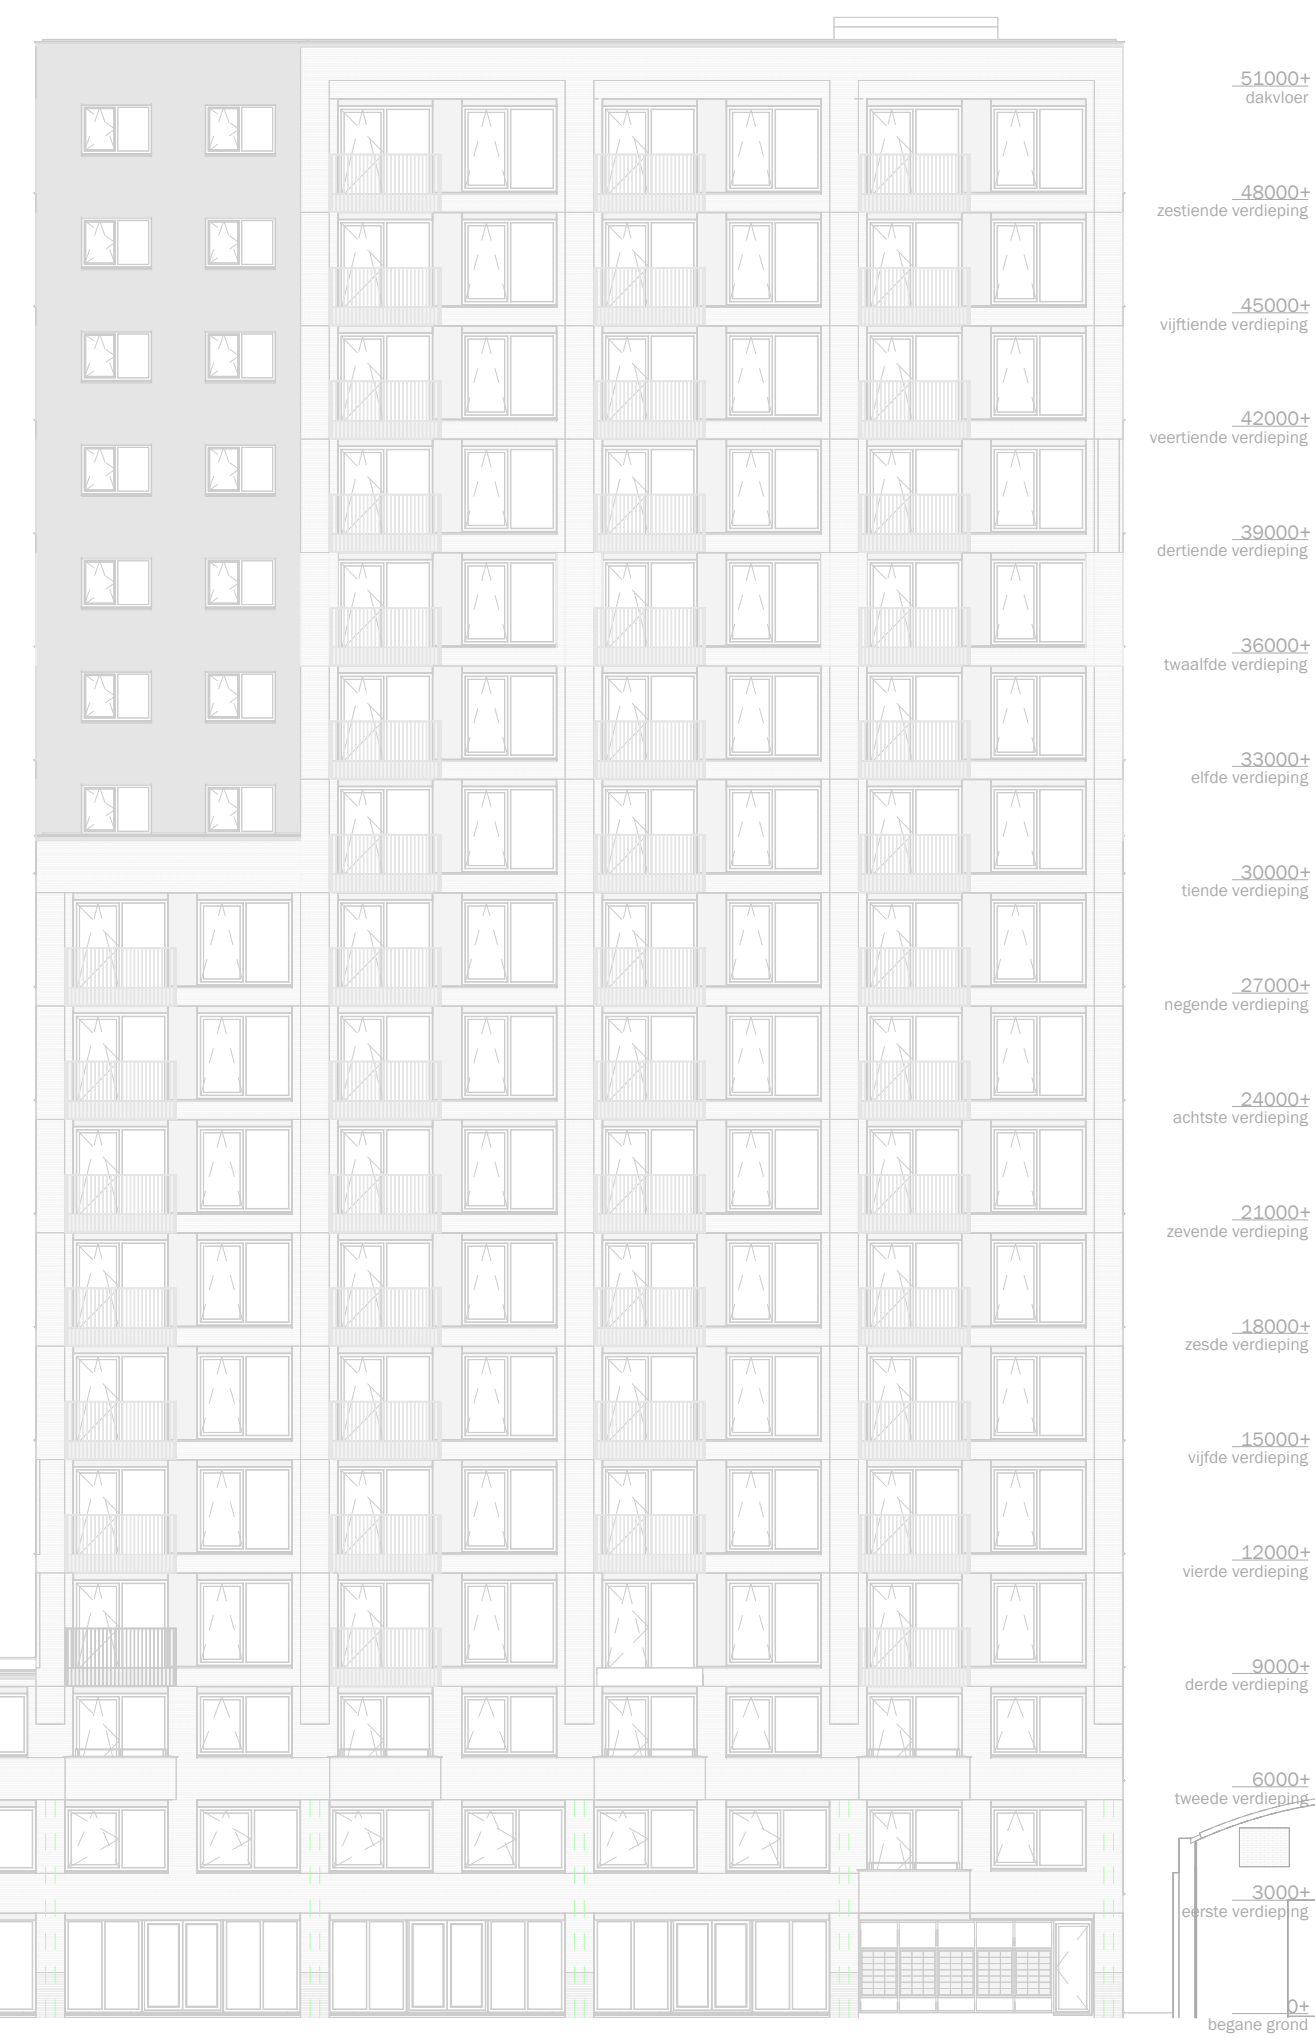 51000+
dakvloer
48000+
zestiende verdieping
45000+
vijftiende verdieping
42000+
veertiende verdieping
39000+
dertiende verdieping
36000+
twaalfde verdieping
33000+
elfde verdieping
30000+
tiende verdieping
27000+
negende verdieping
24000+
achtste verdieping
21000+
zevende verdieping
18000+
zesde verdieping
15000+
vijfde verdieping
12000+
vierde verdieping
9000+
derde verdieping
6000+
tweede verdieping
3000+
eerste verdieping
0+
begane grond